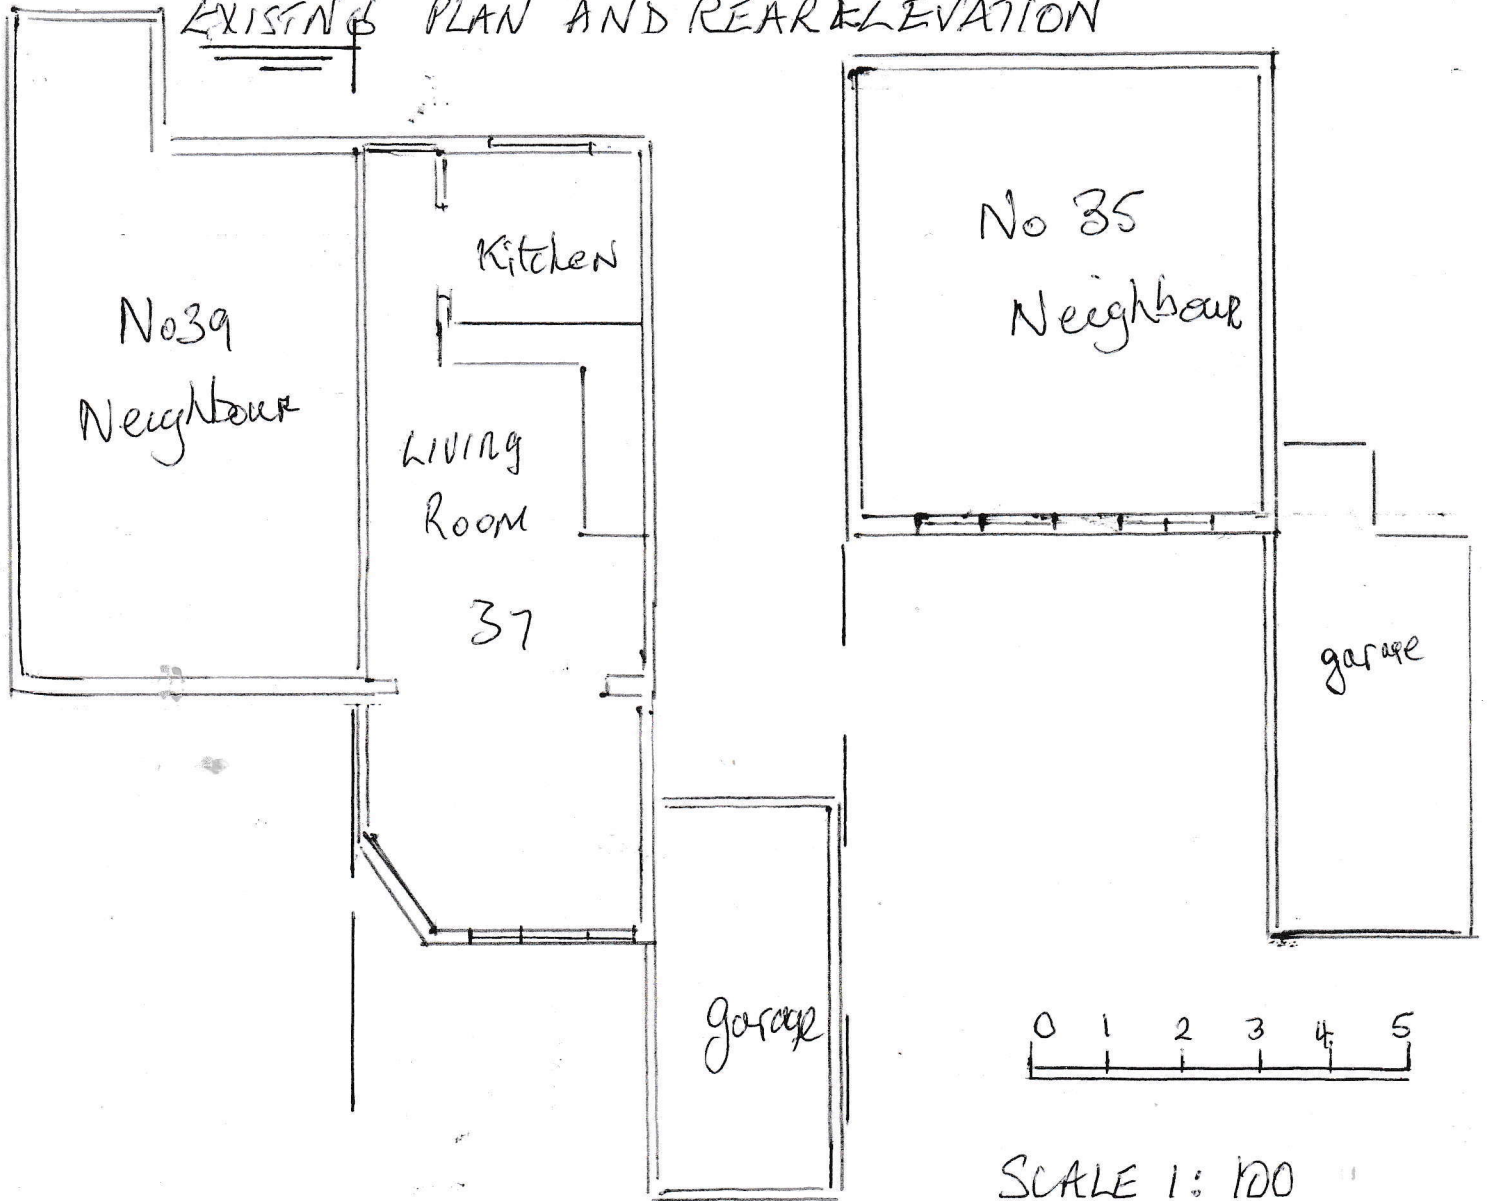 EXISTNG PLAN AND REAR ELEVATION
No 35
Neighbour
Kitchen
No39
Neighbour
LIVINg
ROOM
37
garage
garage
0 1 2 3 4 5
SCALE 1: 100